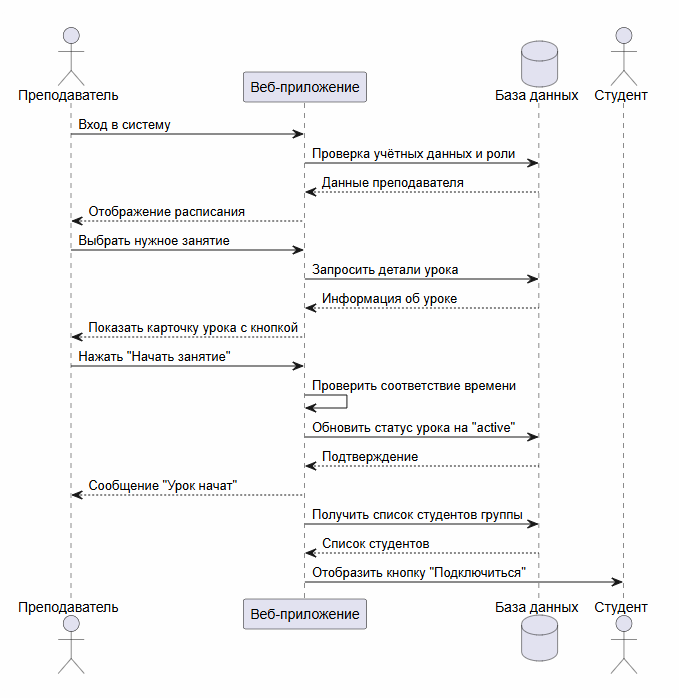 Преподаватель
Веб-приложение
База данных
Студент
Вход в систему
Проверка учётных данных и роли
Данные преподавателя
Отображение расписания
Выбрать нужное занятие
Запросить детали урока
Информация об уроке
Показать карточку урока с кнопкой
Нажать "Начать занятие"
Проверить соответствие времени
Обновить статус урока на "active"
Подтверждение
Сообщение "Урок начат"
Получить список студентов группы
Список студентов
Отобразить кнопку "Подключиться"
Преподаватель
Веб-приложение
База данных
Студент